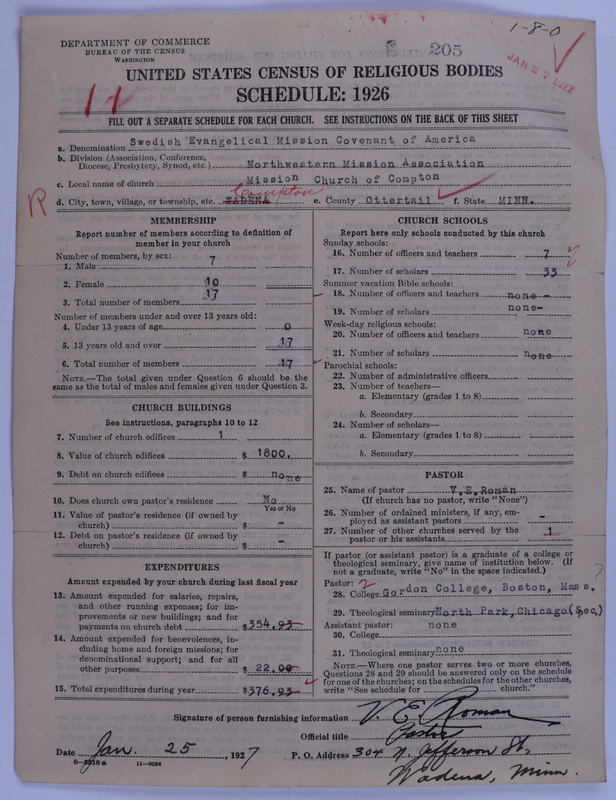 1-8-0
205
JAN 27 1927
DEPARTMENT OF COMMERCE
BUREAU OF THE CENSUS
WASHINGTON
UNITED STATES CENSUS OF RELIGIOUS BODIES
SCHEDULE: 1926
FILL OUT A SEPARATE SCHEDULE FOR EACH CHURCH. SEE INSTRUCTIONS ON THE BACK OF THIS SHEET
a. Denomination Swedish Evangelical Mission Covenant of America
b. Division (Association, Conference,
Diocese, Presbytery, Synod, etc.) Northwestern Mission Association
c. Local name of church Mission Church of Compton
Compton
R d. City, town, village, or township, etc. WADENA e. County Ottertail f. State MINN.
MEMBERSHIP
Report number of members according to definition of
member in your church
Number of members, by sex:
1. Male 7
2. Female 10
3. Total number of members 17
Number of members under and over 13 years old:
4. Under 13 years of age 0
5. 13 years old and over 17
6. Total number of members 17
NOTE.—The total given under Question 6 should be the
same as the total of males and females given under Question 3.
CHURCH BUILDINGS
See instructions, paragraphs 10 to 12
7. Number of church edifices 1
8. Value of church edifices $ 1800.
9. Debt on church edifices $ none
10. Does church own pastor's residence No
Yes or No
11. Value of pastor's residence (if owned by
church) $ -
12. Debt on pastor's residence (if owned by
church) $ -
EXPENDITURES
Amount expended by your church during last fiscal year
13. Amount expended for salaries, repairs,
and other running expenses; for im-
provements or new buildings; and for
payments on church debt $354.93
14. Amount expended for benevolences, in-
cluding home and foreign missions; for
denominational support; and for all
other purposes $ 22.00
15. Total expenditures during year $376.93
CHURCH SCHOOLS
Report here only schools conducted by this church
Sunday schools:
16. Number of officers and teachers 7
17. Number of scholars 33
Summer vacation Bible schools:
18. Number of officers and teachers none -
19. Number of scholars none-
Week-day religious schools:
20. Number of officers and teachers none
21. Number of scholars none
Parochial schools:
22. Number of administrative officers
23. Number of teachers—
a. Elementary (grades 1 to 8)
b. Secondary
24. Number of scholars—
a. Elementary (grades 1 to 8)
b. Secondary
PASTOR
25. Name of pastor V.E.Roman
(If church has no pastor, write "None")
26. Number of ordained ministers, if any, em-
ployed as assistant pastors -
27. Number of other churches served by the
pastor or his assistants 1
If pastor (or assistant pastor) is a graduate of a college or
theological seminary, give name of institution below. (If
not a graduate, write "No" in the space indicated.)
Pastor: 2
28. College Gordon College, Boston, Mass.
29. Theological seminary North Park, Chicago(Sec.)
Assistant pastor: none
30. College
31. Theological seminary none
NOTE.—Where one pastor serves two or more churches,
Questions 28 and 29 should be answered only on the schedule
for one of the churches; on the schedules for the other churches,
write "See schedule for church."
Signature of person furnishing information V. E. Roman
Official title Pastor
Date Jan. 25, 1927 P. O. Address 304 N. Jefferson St.,
8-3318a 11-9034 Wadena, Minn.